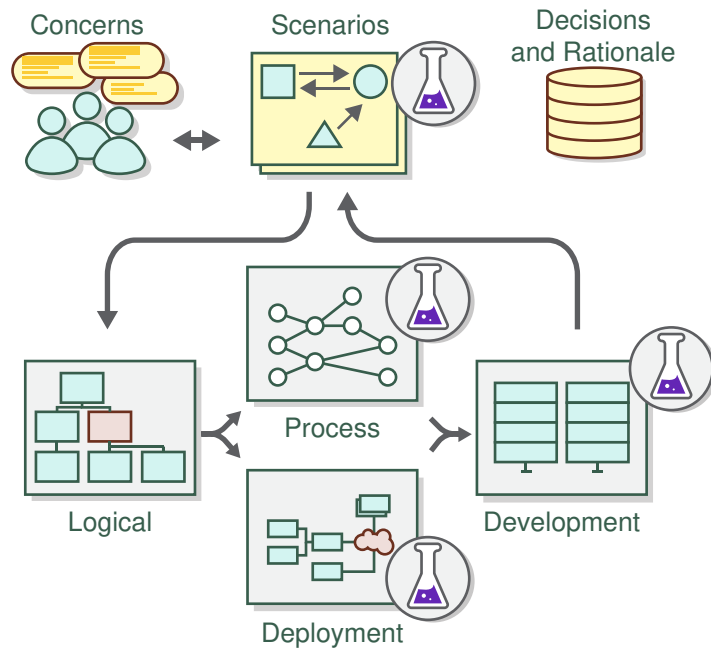 Concerns
Scenarios
Decisions
and Rationale
Process
Logical
Development
Deployment